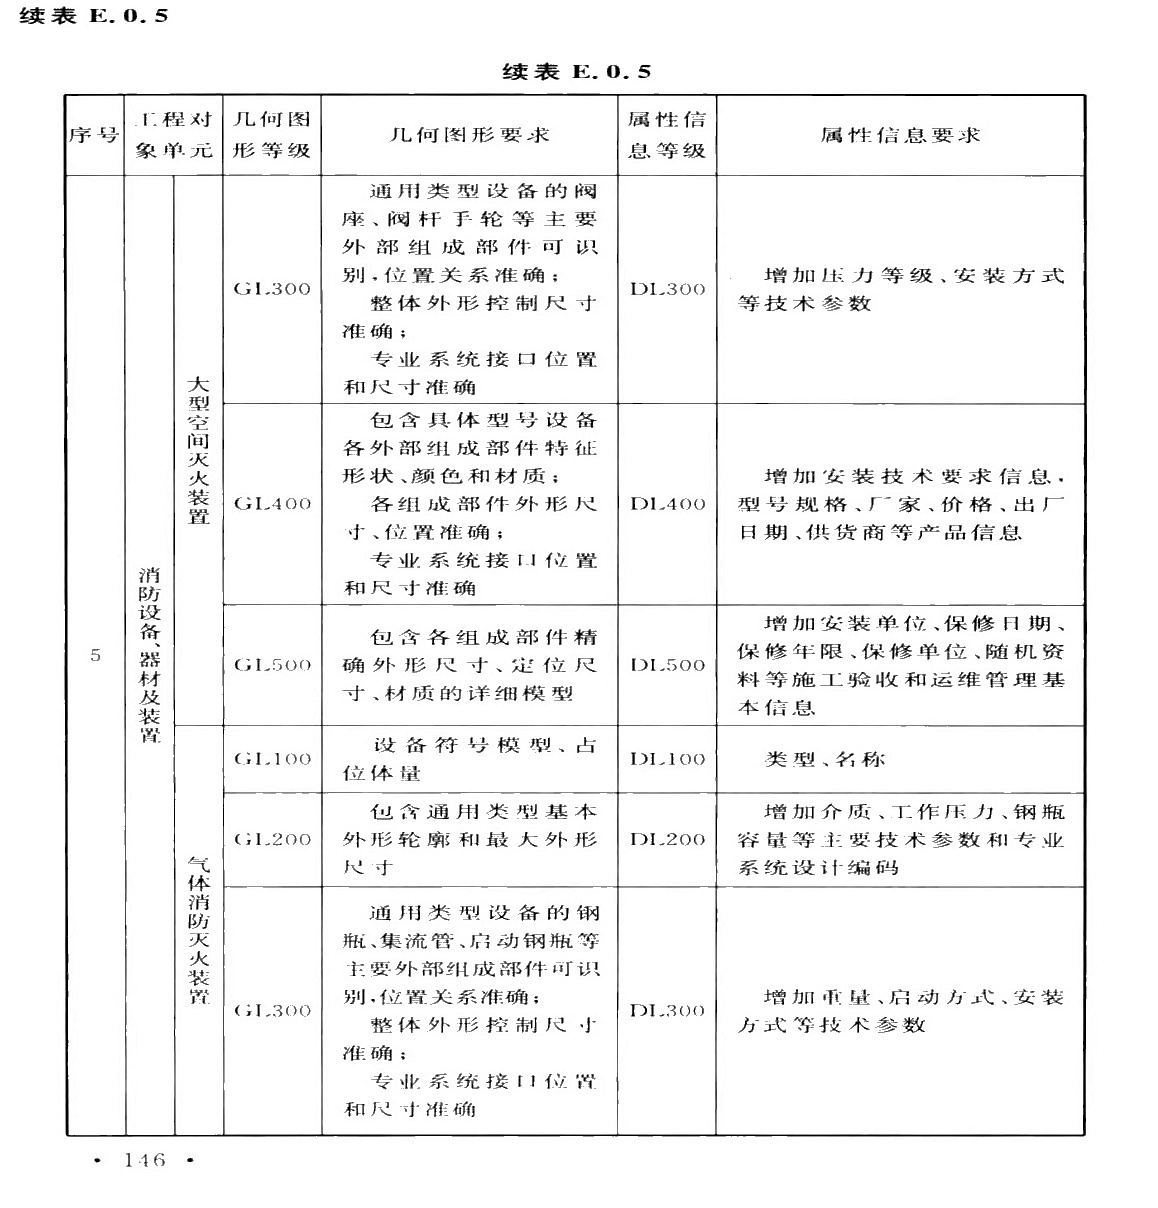 续表 E.0.5
续表 E.0.5
序号
工程对
象单元
几何图
形等级
几何图形要求
属性信
息等级
属性信息要求
5
消防设备、器材及装置
大型空间灭火装置
GL300
通用类型设备的阀
座、阀杆手轮等主要
外部组成部件可识
别,位置关系准确;
整体外形控制尺寸
准确;
专业系统接口位置
和尺寸准确
DL300
增加压力等级、安装方式
等技术参数
GL400
包含具体型号设备
各外部组成部件特征
形状、颜色和材质;
各组成部件外形尺
寸、位置准确;
专业系统接口位置
和尺寸准确
DL400
增加安装技术要求信息,
型号规格、厂家、价格、出厂
日期、供货商等产品信息
GL500
包含各组成部件精
确外形尺寸、定位尺
寸、材质的详细模型
DL500
增加安装单位、保修日期、
保修年限、保修单位、随机资
料等施工验收和运维管理基
本信息
气体消防灭火装置
GL100
设备符号模型、占
位体量
DL100
类型、名称
GL200
包含通用类型基本
外形轮廓和最大外形
尺寸
DL200
增加介质、工作压力、钢瓶
容量等主要技术参数和专业
系统设计编码
GL300
通用类型设备的钢
瓶、集流管、启动钢瓶等
主要外部组成部件可识
别,位置关系准确;
整体外形控制尺寸
准确;
专业系统接口位置
和尺寸准确
DL300
增加重量、启动方式、安装
方式等技术参数
· 146 ·